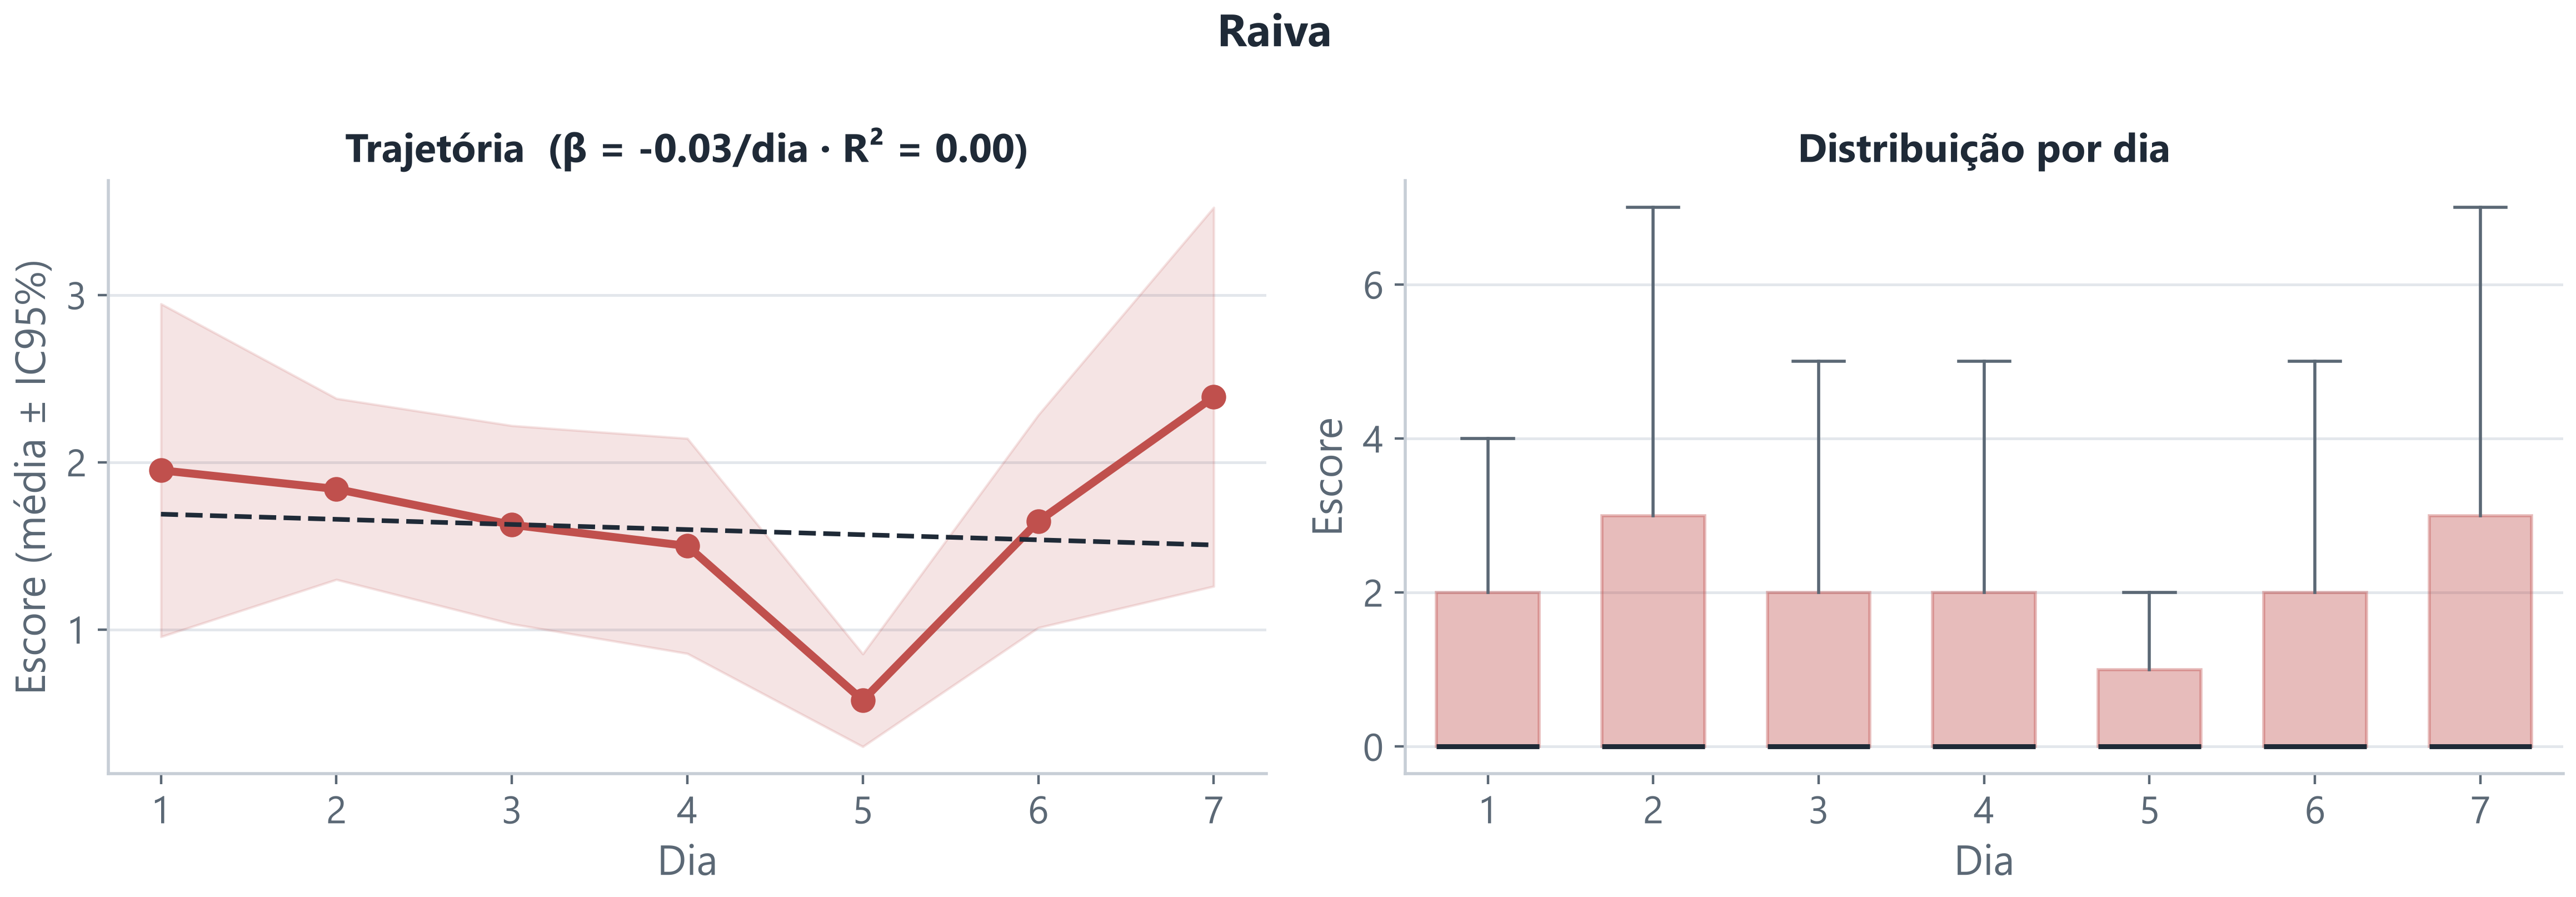 Raiva
Trajetória (β = -0.03/dia · R² = 0.00)
Escore (média ± IC95%)
3
2
1
1 2 3 4 5 6 7
Dia
Distribuição por dia
Escore
6
4
2
0
1 2 3 4 5 6 7
Dia